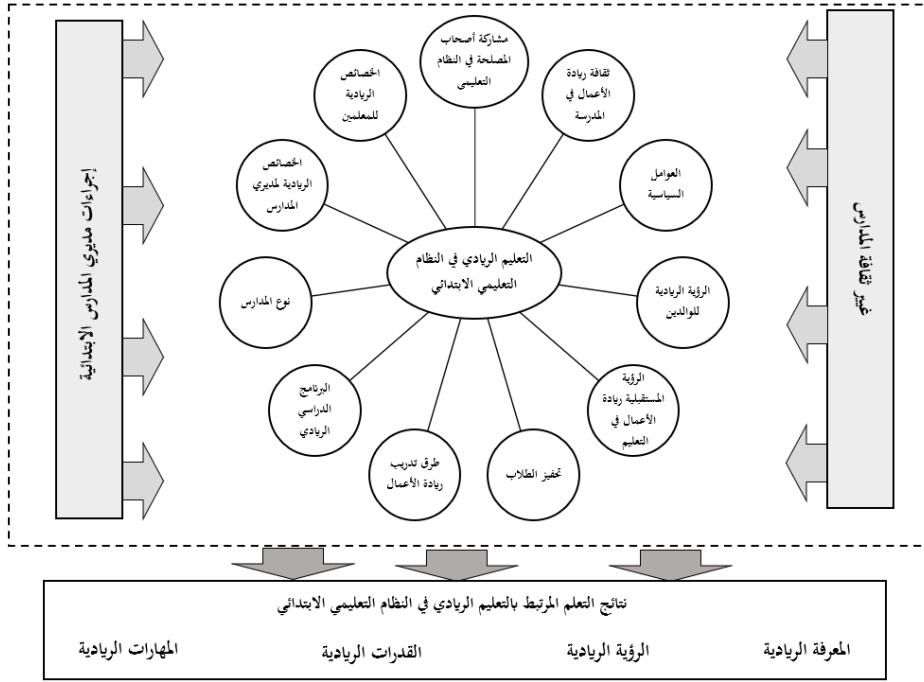 مشاركة أصحاب
المصلحة في النظام
التعليمي
ثقافة ريادة
الأعمال في
المدرسة
العوامل
السياسية
الرؤية الريادية
للوالدين
الرؤية
المستقبلية ريادة
الأعمال في
التعليم
تحفيز الطلاب
طرق تدريب
ريادة الأعمال
البرنامج
الدراسي
الريادي
نوع المدارس
الخصائص
الريادية لمديري
المدارس
الخصائص
الريادية
للمعلمين
التعليم الريادي في النظام
التعليمي الابتدائي
غيير ثقافة المدارس
إجراءات مديري المدارس الابتدائية
نتائج التعلم المرتبط بالتعليم الريادي في النظام التعليمي الابتدائي
المعرفة الريادية
الرؤية الريادية
القدرات الريادية
المهارات الريادية